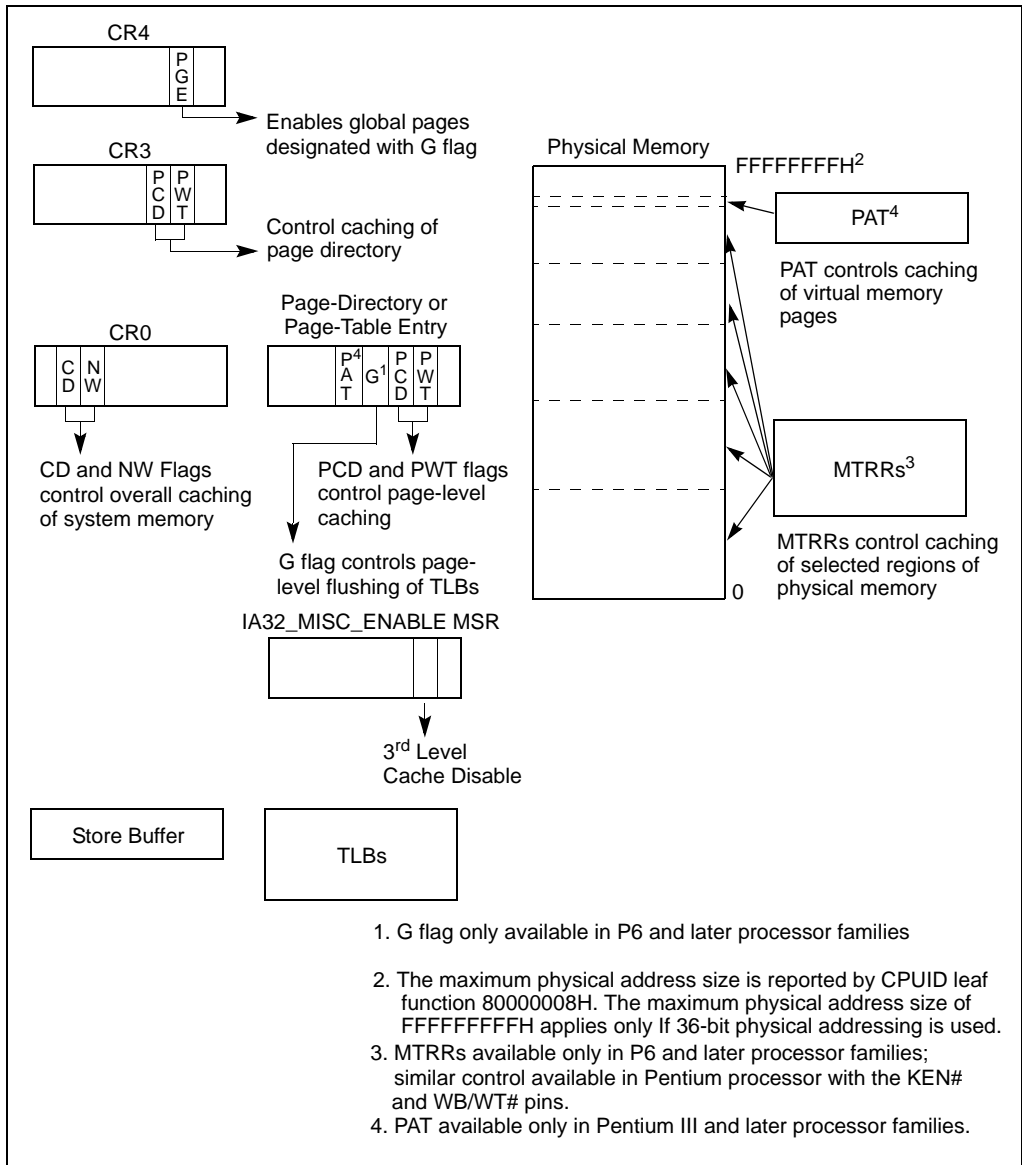 CR4
P
G
E
Enables global pages
designated with G flag
CR3
P
C
D
P
W
T
Control caching of
page directory
Physical Memory
FFFFFFFFH2
PAT4
PAT controls caching
of virtual memory
pages
CR0
C
D
N
W
CD and NW Flags
control overall caching
of system memory
Page-Directory or
Page-Table Entry
P4
A
T
G1
P
C
D
P
W
T
PCD and PWT flags
control page-level
caching
G flag controls page-
level flushing of TLBs
MTRRs3
MTRRs control caching
of selected regions of
physical memory
0
IA32_MISC_ENABLE MSR
3rd Level
Cache Disable
Store Buffer
TLBs
1. G flag only available in P6 and later processor families
2. The maximum physical address size is reported by CPUID leaf
function 80000008H. The maximum physical address size of
FFFFFFFFFH applies only If 36-bit physical addressing is used.
3. MTRRs available only in P6 and later processor families;
similar control available in Pentium processor with the KEN#
and WB/WT# pins.
4. PAT available only in Pentium III and later processor families.